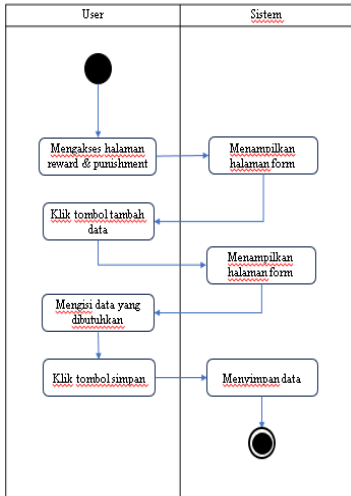 User
Sistem
Mengakses halaman
reward & punishment
Menampilkan
halaman form
Klik tombol tambah
data
Menampilkan
halaman form
Mengisi data yang
dibutuhkan
Klik tombol simpan
Menyimpan data